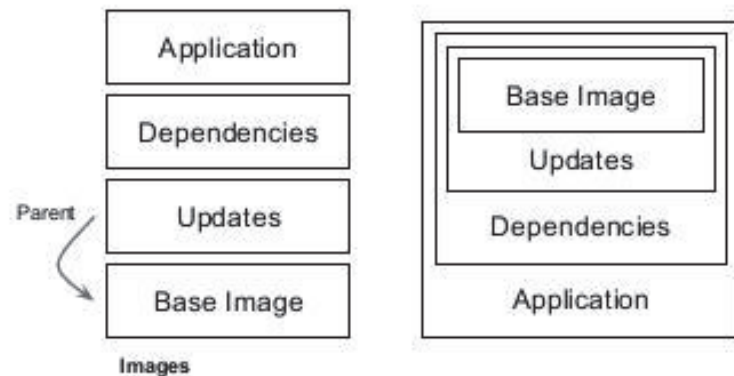 Application
Dependencies
Parent
Updates
Base Image
Images
Base Image
Updates
Dependencies
Application